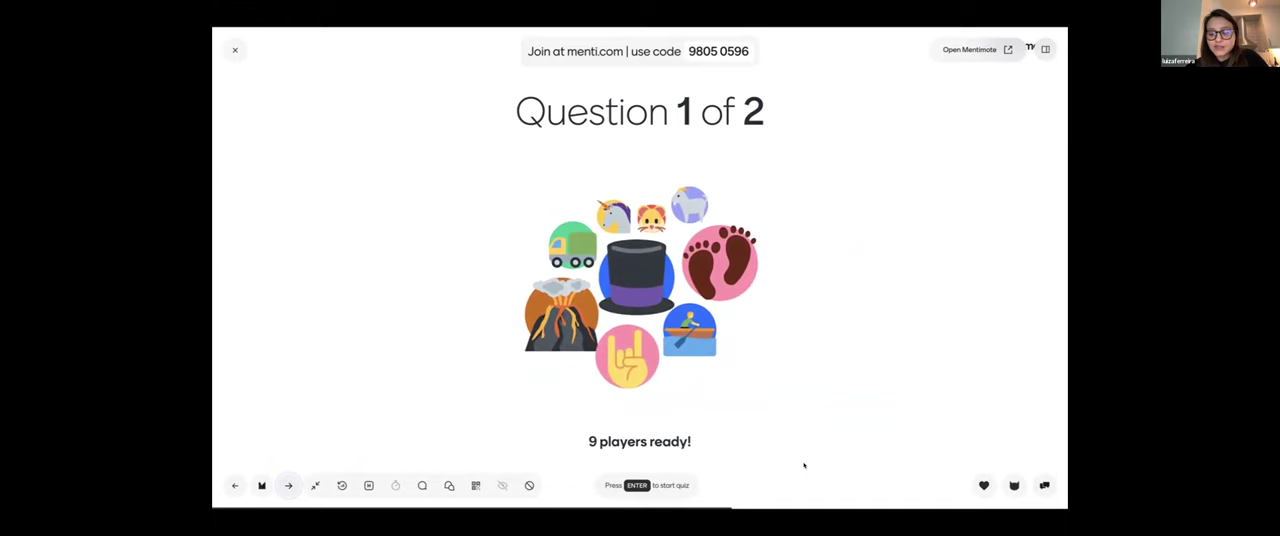 Join at menti.com | use code 9805 0596
Open Mentimote
luizaferreira
Question 1 of 2
9 players ready!
Press ENTER to start quiz